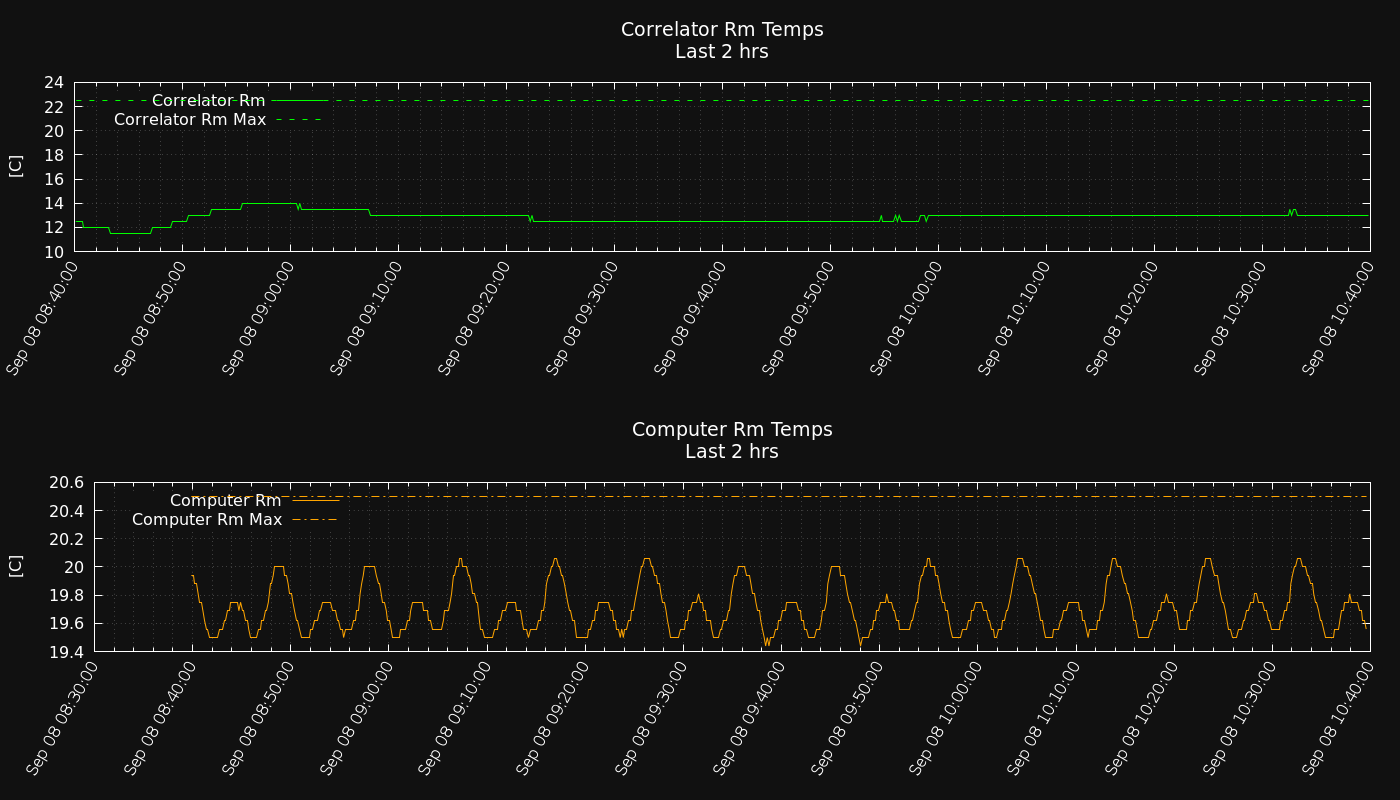 Correlator Rm Temps
Last 2 hrs
24
22
20
18
16
14
12
10
[C]
Correlator Rm
Correlator Rm Max
Sep 08 08:40:00
Sep 08 08:50:00
Sep 08 09:00:00
Sep 08 09:10:00
Sep 08 09:20:00
Sep 08 09:30:00
Sep 08 09:40:00
Sep 08 09:50:00
Sep 08 10:00:00
Sep 08 10:10:00
Sep 08 10:20:00
Sep 08 10:30:00
Sep 08 10:40:00
Computer Rm Temps
Last 2 hrs
20.6
20.4
20.2
20
19.8
19.6
19.4
[C]
Computer Rm
Computer Rm Max
Sep 08 08:30:00
Sep 08 08:40:00
Sep 08 08:50:00
Sep 08 09:00:00
Sep 08 09:10:00
Sep 08 09:20:00
Sep 08 09:30:00
Sep 08 09:40:00
Sep 08 09:50:00
Sep 08 10:00:00
Sep 08 10:10:00
Sep 08 10:20:00
Sep 08 10:30:00
Sep 08 10:40:00